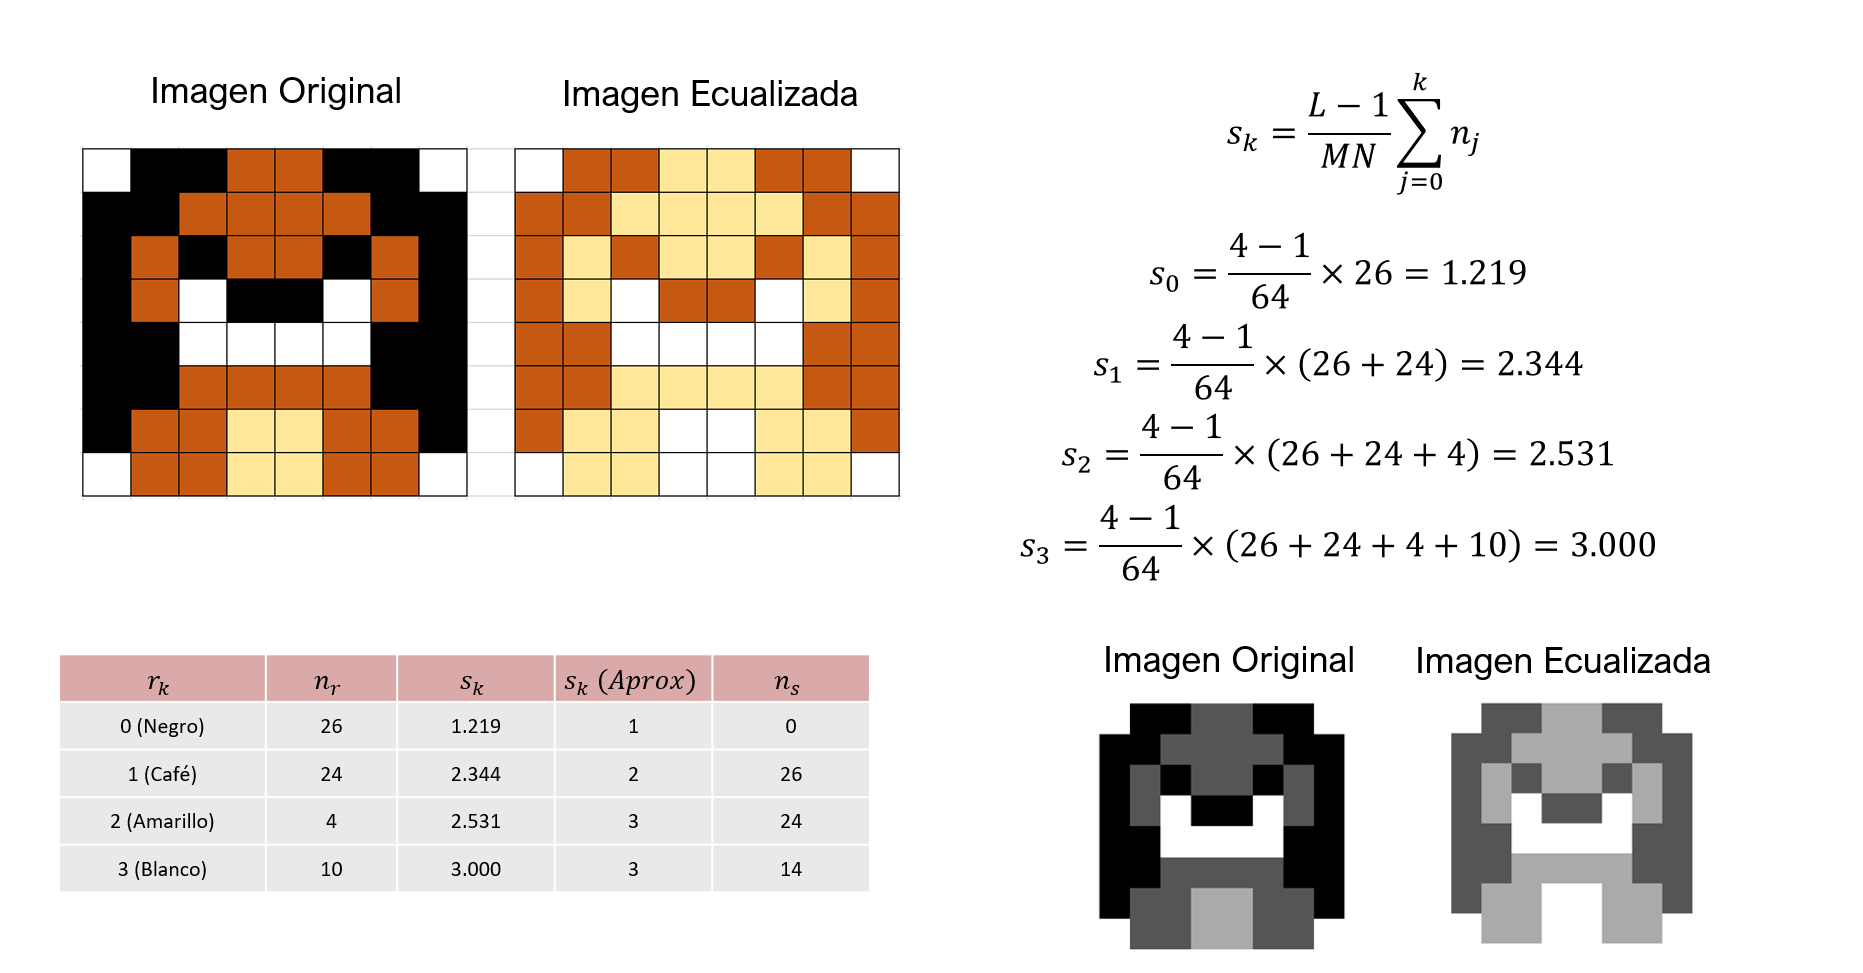 Imagen Original
Imagen Ecualizada
s_k = \frac{L − 1}{MN} \sum_{j=0}^{k} n_j
s_0 = \frac{4 − 1}{64} × 26 = 1.219
s_1 = \frac{4 − 1}{64} × (26 + 24) = 2.344
s_2 = \frac{4 − 1}{64} × (26 + 24 + 4) = 2.531
s_3 = \frac{4 − 1}{64} × (26 + 24 + 4 + 10) = 3.000
r_k n_r s_k s_k (Aprox) n_s
0 (Negro) 26 1.219 1 0
1 (Café) 24 2.344 2 26
2 (Amarillo) 4 2.531 3 24
3 (Blanco) 10 3.000 3 14
Imagen Original
Imagen Ecualizada